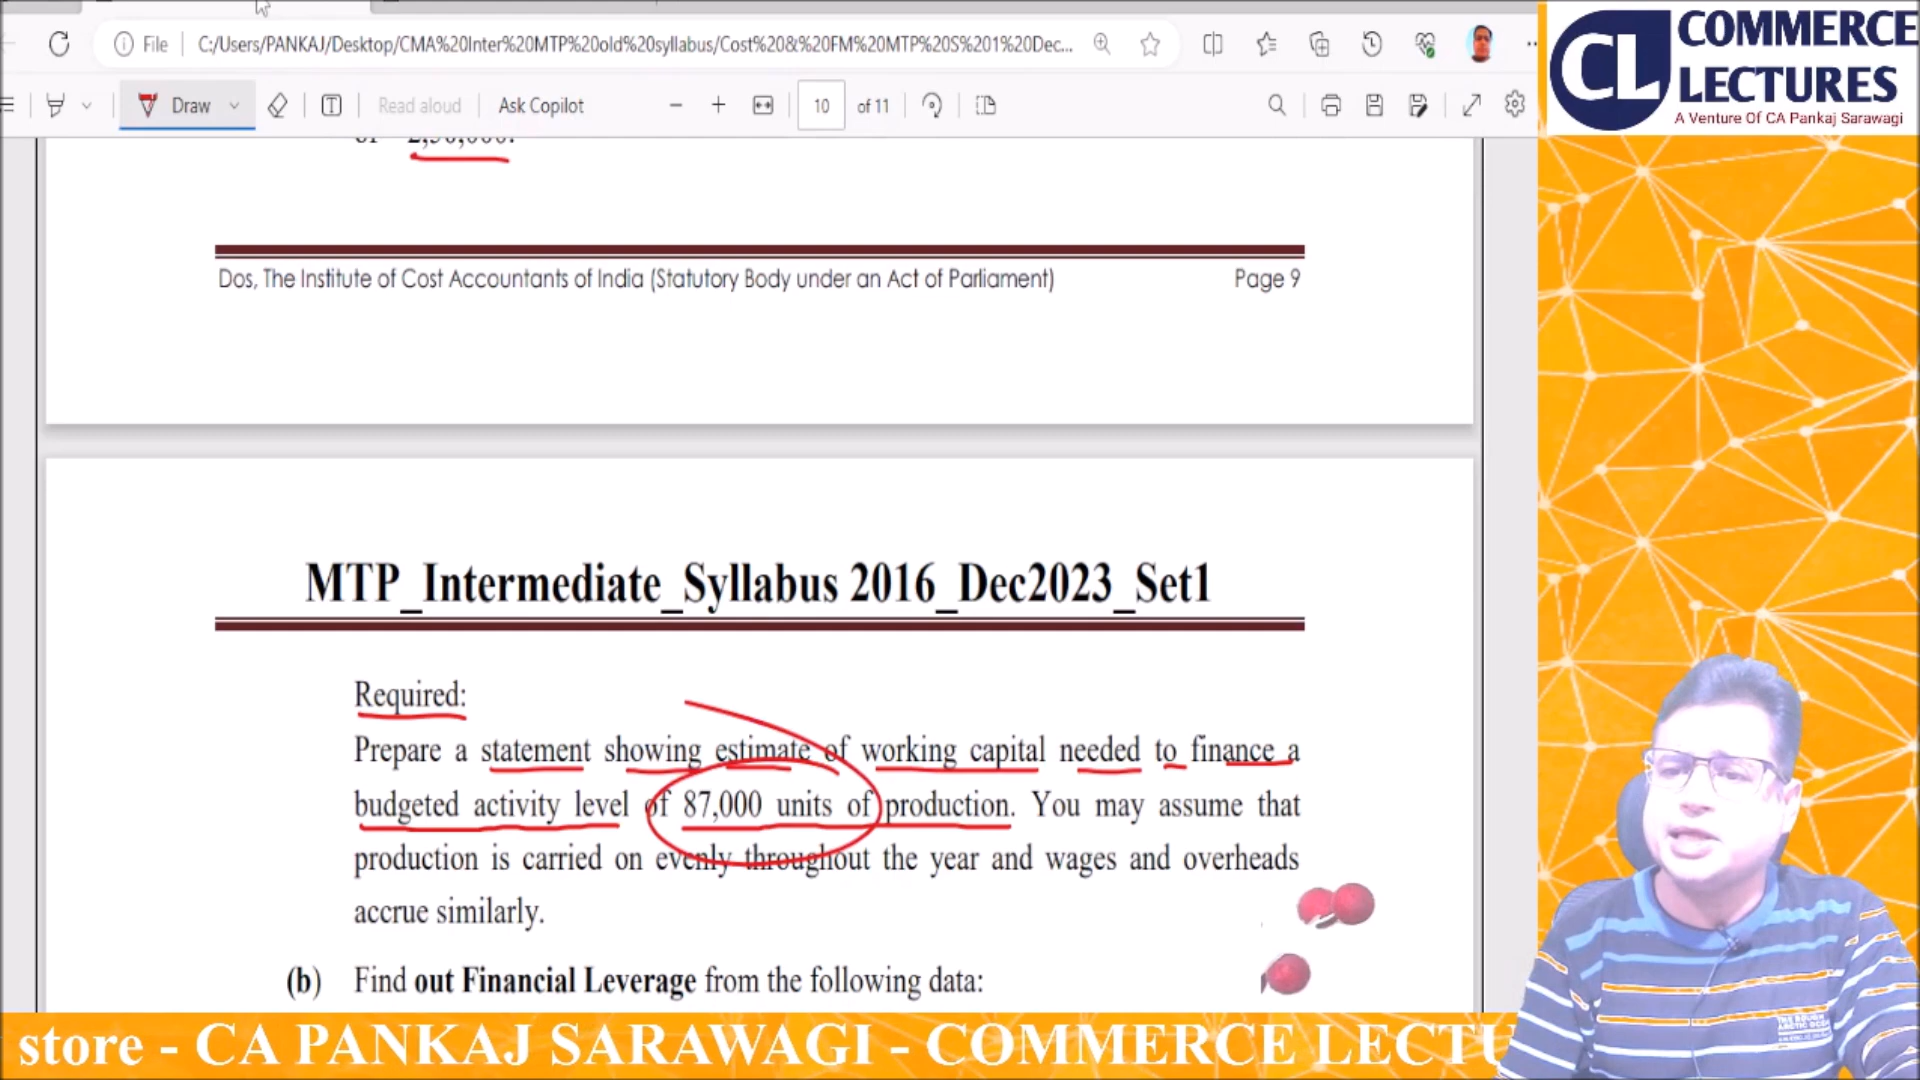 File
C:/Users/PANKAJ/Desktop/CMA%20Inter%20MTP%20old%20syllabus/Cost%20&%20FM%20MTP%20S%201%20Dec...
Draw
Read aloud
Ask Copilot
10
of 11
COMMERCE
LECTURES
CL
A Venture Of CA Pankaj Sarawagi
of 2,50,000.
Dos, The Institute of Cost Accountants of India (Statutory Body under an Act of Parliament)
Page 9
MTP_Intermediate_Syllabus 2016_Dec2023_Set1
Required:
Prepare a statement showing estimate of working capital needed to finance a
budgeted activity level of 87,000 units of production. You may assume that
production is carried on evenly throughout the year and wages and overheads
accrue similarly.
(b) Find out Financial Leverage from the following data:
store - CA PANKAJ SARAWAGI - COMMERCE LECTU